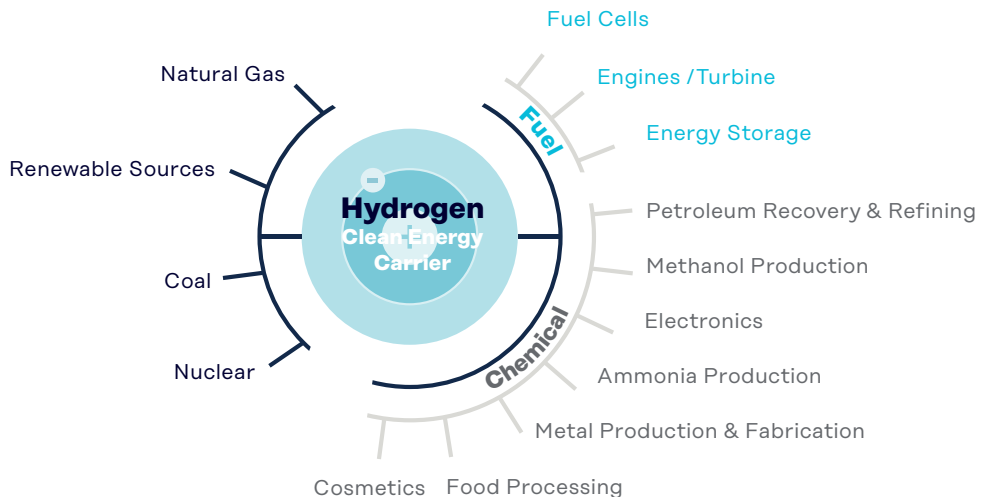 Fuel Cells
Natural Gas
Engines /Turbine
Fuel
Energy Storage
Renewable Sources
Hydrogen
Clean Energy
Carrier
-
+
Petroleum Recovery & Refining
Methanol Production
Coal
Electronics
Chemical
Nuclear
Ammonia Production
Metal Production & Fabrication
Cosmetics
Food Processing